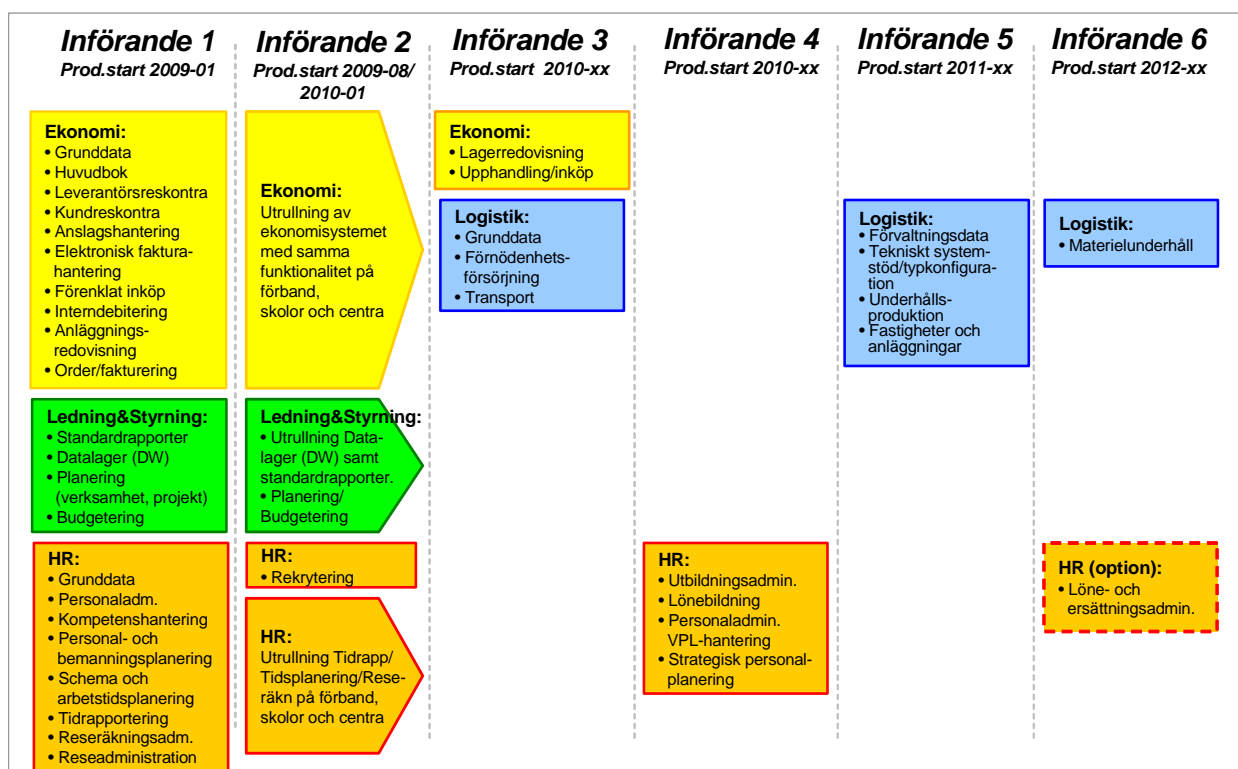 Införande 1
Prod.start 2009-01
Införande 2
Prod.start 2009-08/
2010-01
Införande 3
Prod.start  2010-xx
Införande 4
Prod.start 2010-xx
Införande 5
Prod.start 2011-xx
Införande 6
Prod.start 2012-xx
Ekonomi:
• Grunddata
• Huvudbok
• Leverantörsreskontra
• Kundreskontra
• Anslagshantering
• Elektronisk faktura-
hantering
• Förenklat inköp
• Interndebitering
• Anläggnings-
redovisning
• Order/fakturering
Ekonomi:
Utrullning av
ekonomisystemet
med samma
funktionalitet på
förband,
skolor och centra
Ekonomi:
• Lagerredovisning
• Upphandling/inköp
Logistik:
• Grunddata
• Förnödenhets-
försörjning
• Transport
Logistik:
• Förvaltningsdata
• Tekniskt system-
stöd/typkonfigura-
tion
• Underhålls-
produktion
• Fastigheter och
anläggningar
Logistik:
• Materielunderhåll
Ledning&Styrning:
• Standardrapporter
• Datalager (DW)
• Planering
(verksamhet, projekt)
• Budgetering
Ledning&Styrning:
• Utrullning Data-
lager (DW) samt
standardrapporter.
• Planering/
Budgetering
HR:
• Grunddata
• Personaladm.
• Kompetenshantering
• Personal- och
bemanningsplanering
• Schema och
arbetstidsplanering
• Tidrapportering
• Reseräkningsadm.
• Reseadministration
HR:
• Rekrytering
HR:
Utrullning Tidrapp/
Tidsplanering/Rese-
räkn på förband,
skolor och centra
HR:
• Utbildningsadmin.
• Lönebildning
• Personaladmin.
VPL-hantering
• Strategisk personal-
planering
HR (option):
• Löne- och
ersättningsadmin.